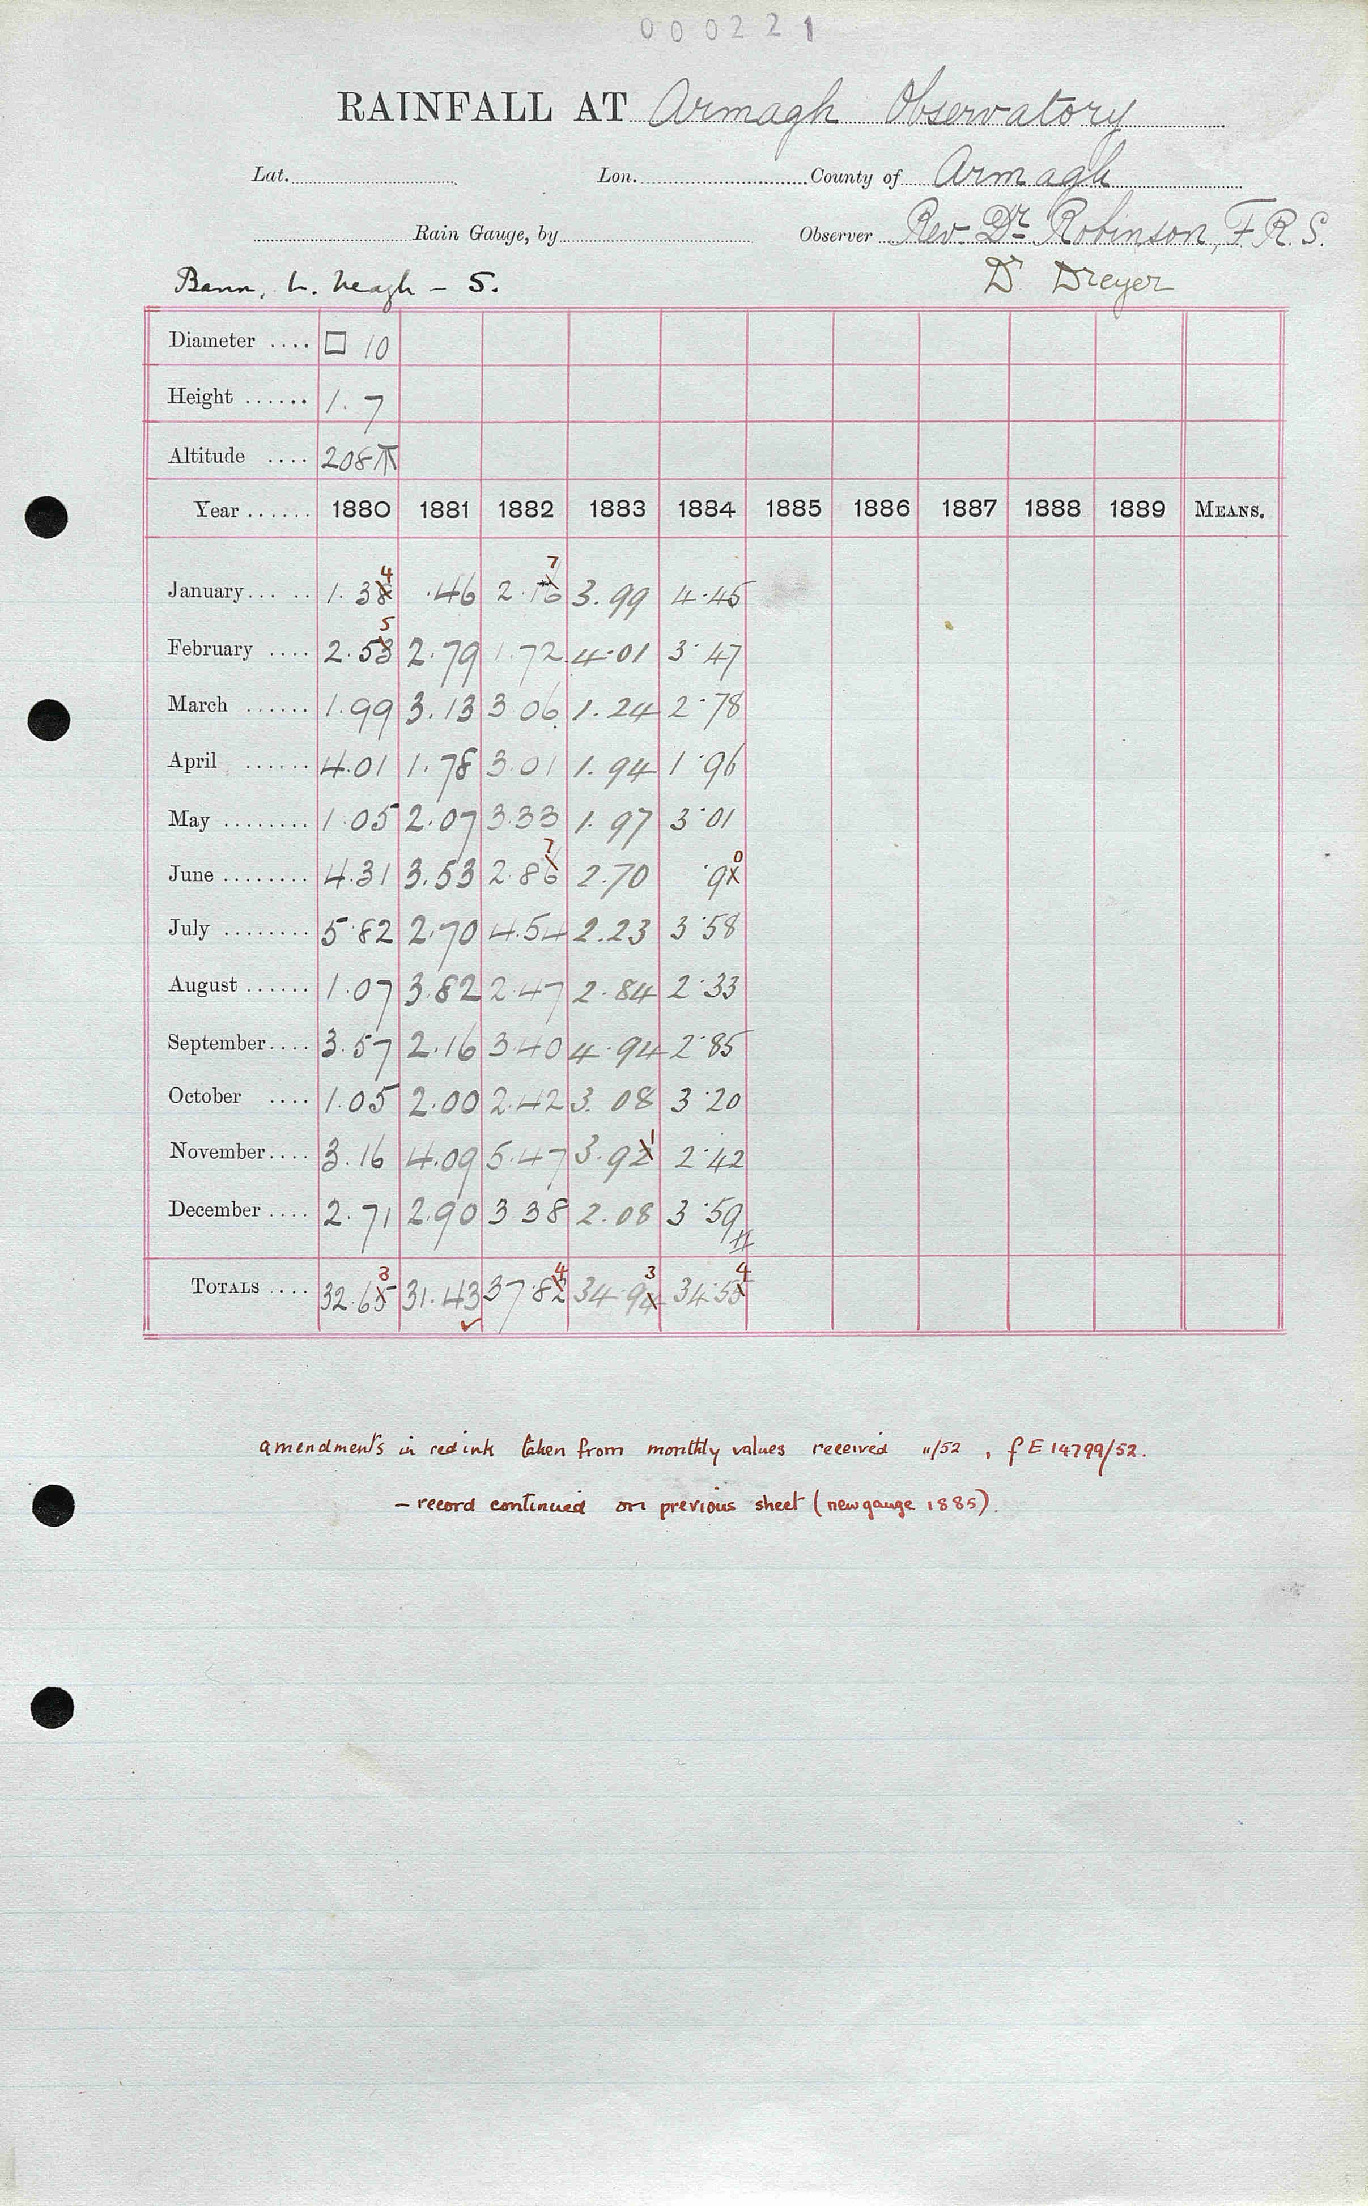 000221
RAINFALL AT Armagh Observatory
Lat. Lon. County of Armagh
Rain Gauge, by Observer Rev. Dr. Robinson, F.R.S.
Bann, L. Neagh – S. Dr Dreyer
Diameter .... □ 10
Height ...... 1.7
Altitude .... 208
Year ...... 1880 1881 1882 1883 1884 1885 1886 1887 1888 1889 MEANS.
4 7
January ..... 1.38 .46 2.16 3.99 4.45
5
February .... 2.53 2.79 1.72 4.01 3.47
March ...... 1.99 3.13 3.06 1.24 2.78
April ...... 4.01 1.78 3.01 1.94 1.96
May ........ 1.05 2.07 3.33 1.97 3.01
7 0
June ........ 4.31 3.53 2.86 2.70 .91
July ........ 5.82 2.70 4.54 2.23 3.58
August ...... 1.07 3.82 2.47 2.84 2.33
September.... 3.57 2.16 3.40 4.94 2.85
October .... 1.05 2.00 2.42 3.08 3.20
1
November.... 3.16 4.09 5.47 3.92 2.42
December .... 2.71 2.90 3.38 2.08 3.59
3 4 3 4
TOTALS .... 32.65 31.43 37.82 34.94 34.55
amendments in red ink taken from monthly values received 11/52 , f E 14799/52.
– record continued on previous sheet (new gauge 1885).